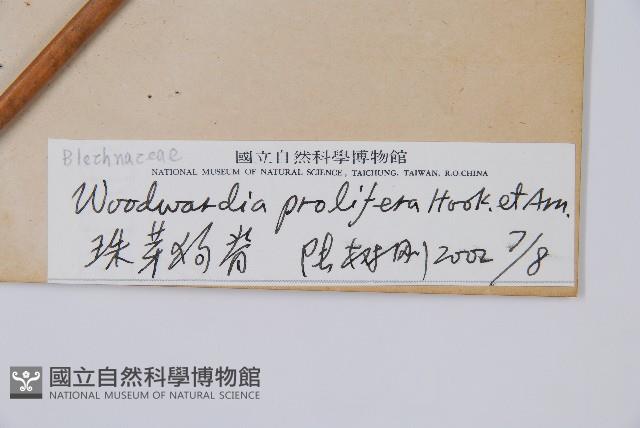 Blechnaceae
國立自然科學博物館
NATIONAL MUSEUM OF NATURAL SCIENCE, TAICHUNG, TAIWAN, R.O.CHINA
Woodwardia prolifera Hook. et Arn.
珠芽狗脊 2002 7/8
國立自然科學博物館
NATIONAL MUSEUM OF NATURAL SCIENCE